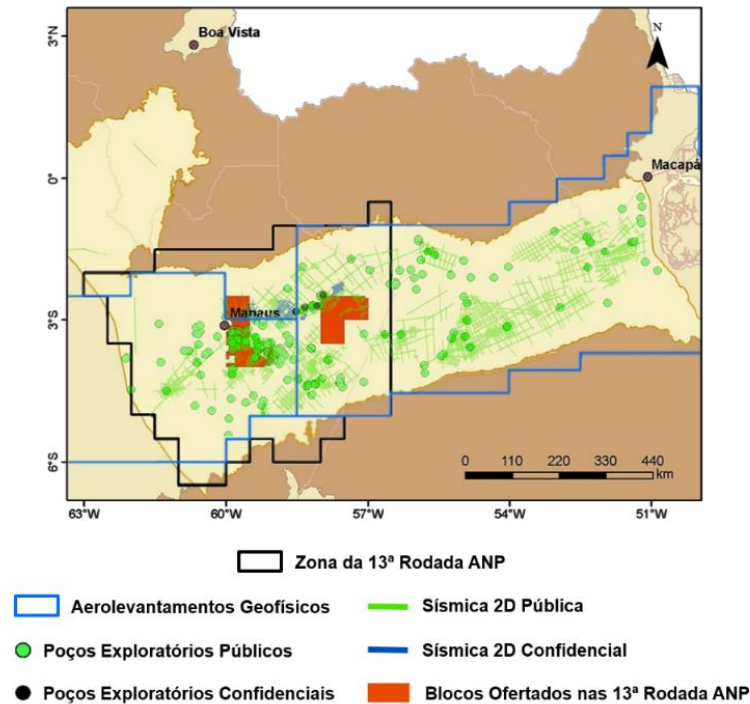 3°N
Boa Vista
N
0°
Macapá
Manaus
3°S
6°S
0 110 220 330 440
km
63°W 60°W 57°W 54°W 51°W
Zona da 13ª Rodada ANP
Aerolevantamentos Geofísicos
Sísmica 2D Pública
Poços Exploratórios Públicos
Sísmica 2D Confidencial
Poços Exploratórios Confidenciais
Blocos Ofertados nas 13ª Rodada ANP